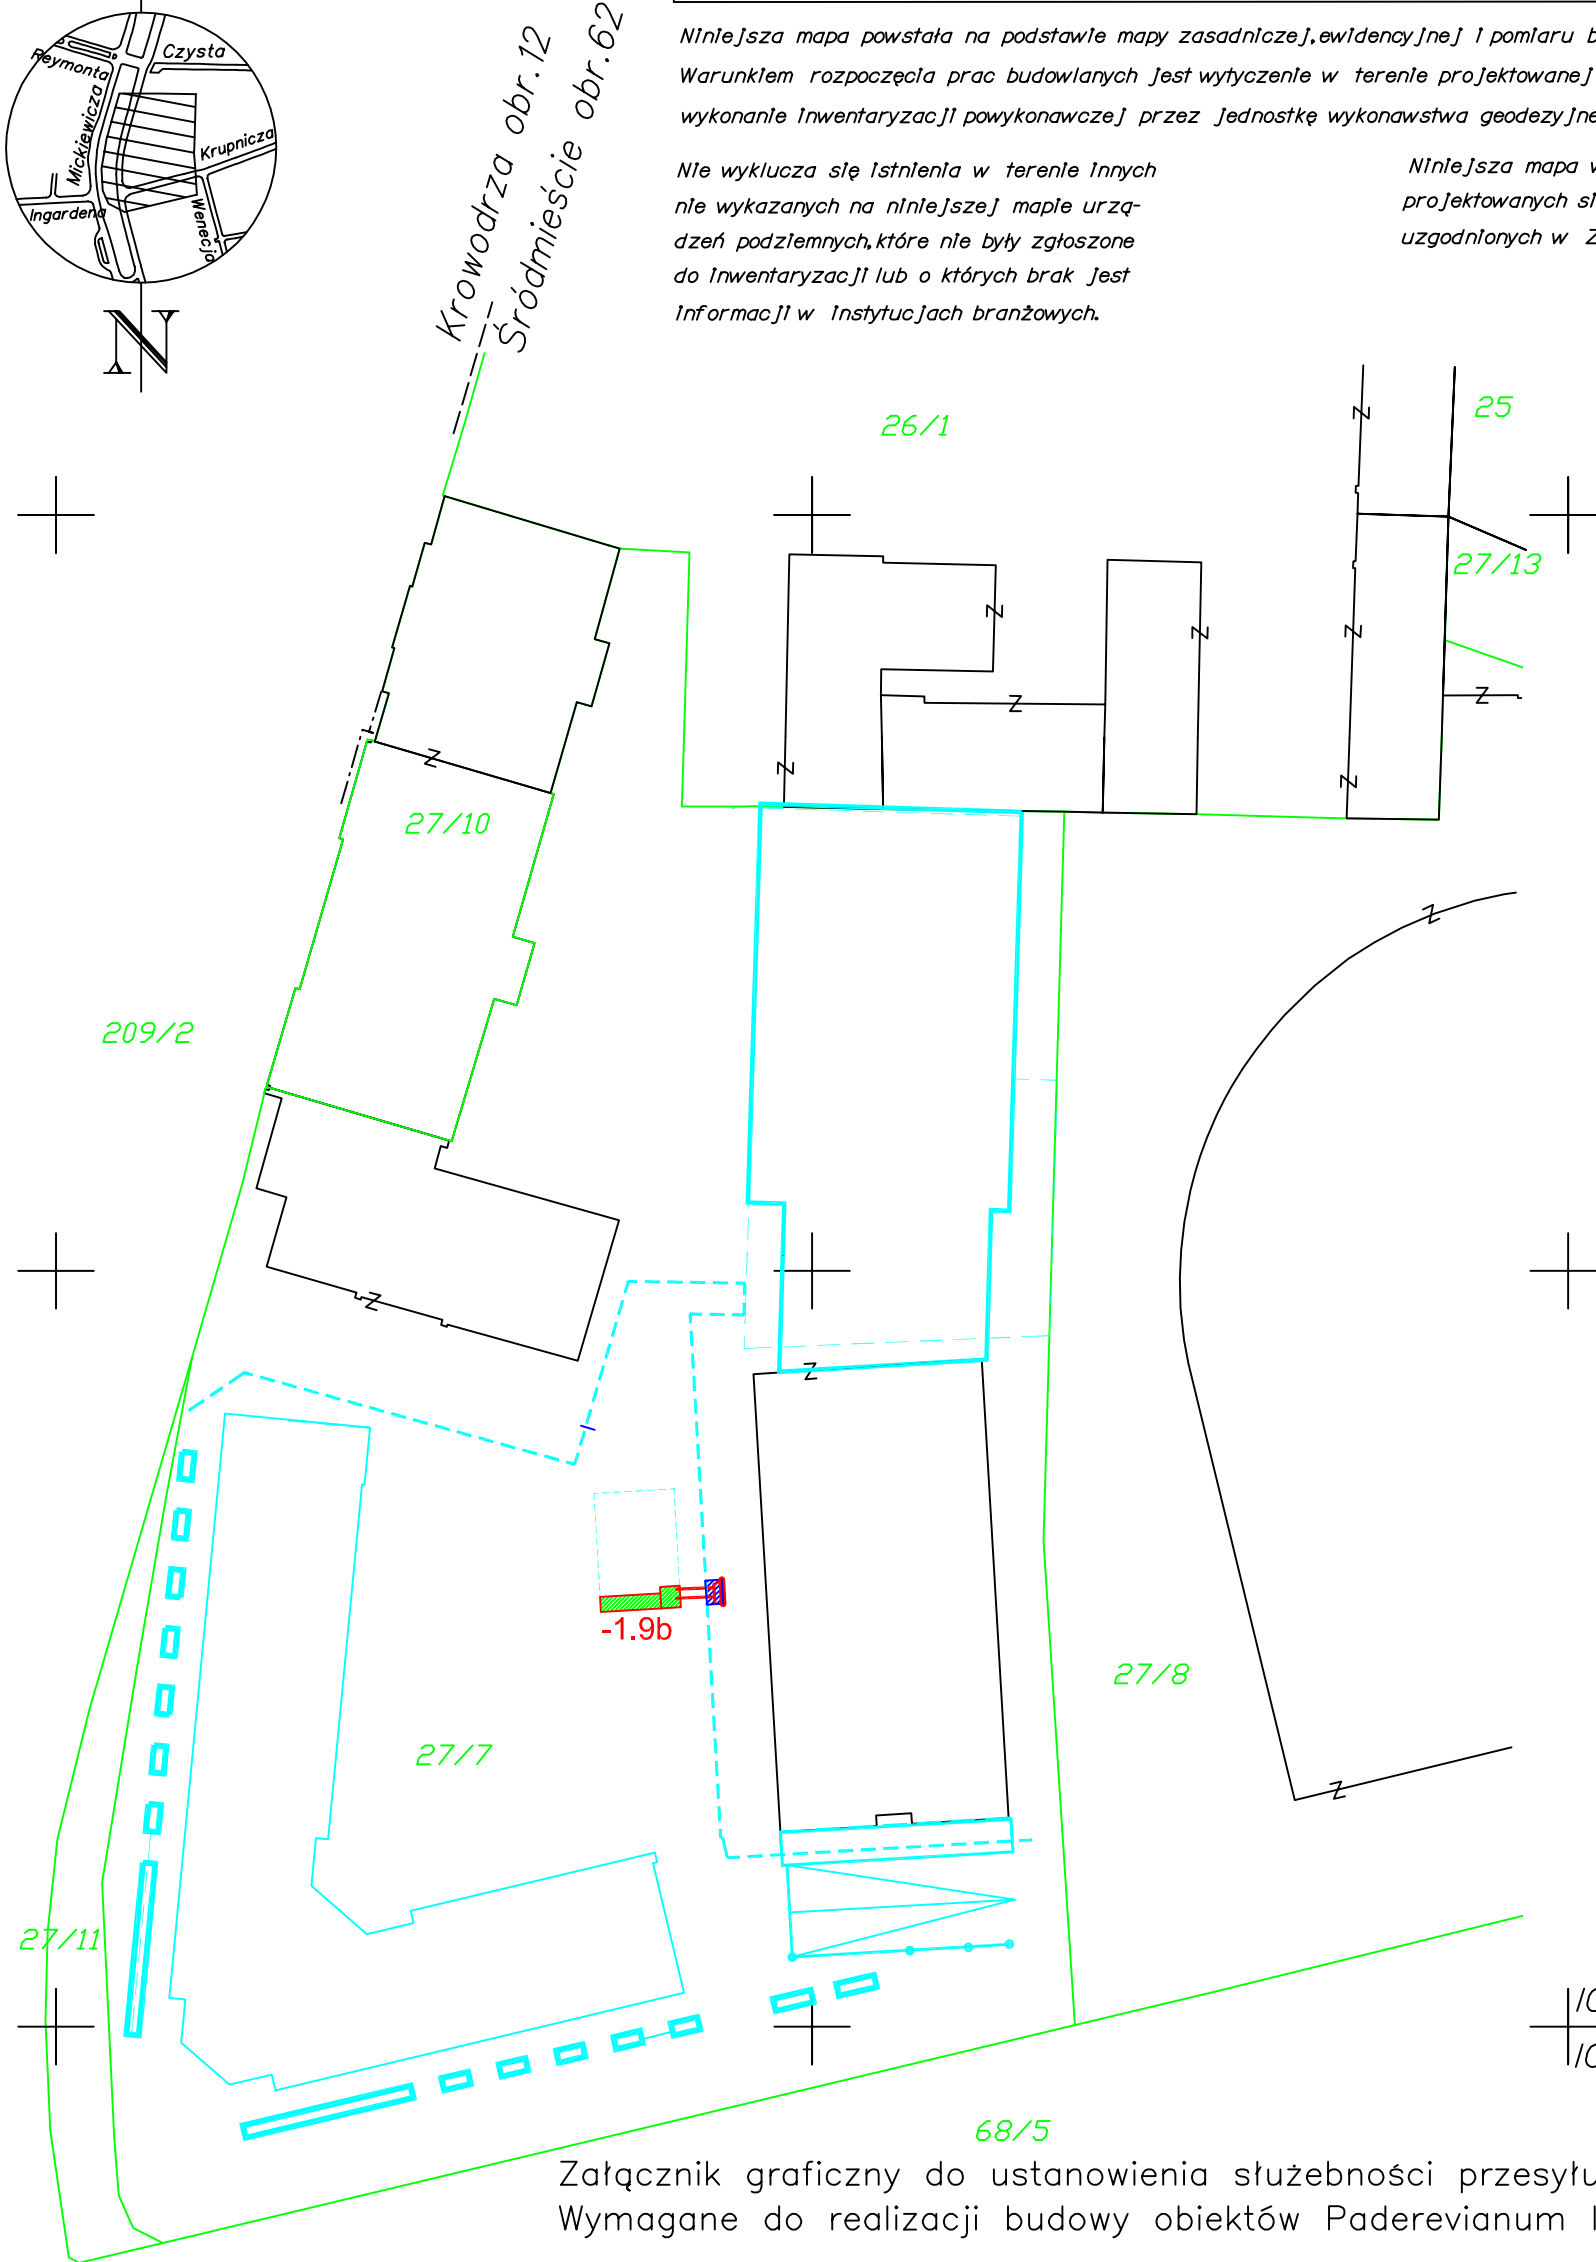 Niniejsza mapa powstała na podstawie mapy zasadniczej,ewidencyjnej i pomiaru b
Warunkiem rozpoczęcia prac budowlanych jest wytyczenie w terenie projektowanej
wykonanie inwentaryzacji powykonawczej przez jednostkę wykonawstwa geodezyjne
Nie wyklucza się istnienia w terenie innych
nie wykazanych na niniejszej mapie urzą-
dzeń podziemnych,które nie były zgłoszone
do inwentaryzacji lub o których brak jest
informacji w instytucjach branżowych.
Niniejsza mapa
projektowanych
uzgodnionych w Z
Czysta
Reymonta
Mickiewicza
Krupnicza
Ingardena
Wenecja
N
Krowodrza obr.12
Śródmieście obr.62
26/1
25
27/13
Z
Z
Z
Z
Z
Z
Z
Z
Z
Z
27/10
Z
209/2
Z
Z
-1.9b
27/8
27/7
Z
27/11
10
10
68/5
Załącznik graficzny do ustanowienia służebności przesyłu
Wymagane do realizacji budowy obiektów Paderevianum I